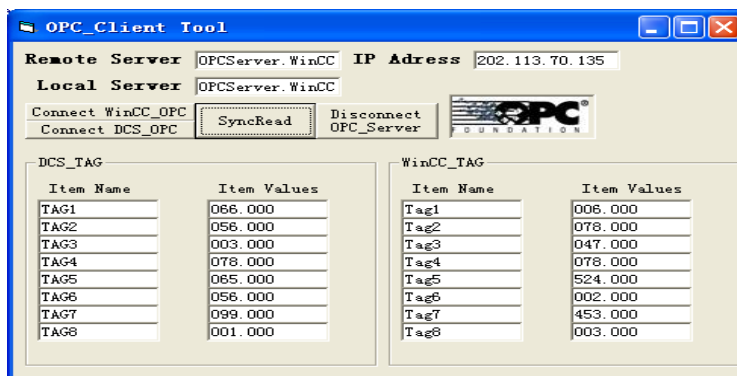 OPC_Client Tool
Remote Server OPCServer.WinCC IP Adress 202.113.70.135
Local Server OPCServer.WinCC
Connect WinCC_OPC SyncRead Disconnect OPC_Server
Connect DCS_OPC
OPC®
FOUNDATION
DCS_TAG WinCC_TAG
Item Name Item Values Item Name Item Values
TAG1 066.000 Tag1 006.000
TAG2 056.000 Tag2 078.000
TAG3 003.000 Tag3 047.000
TAG4 078.000 Tag4 078.000
TAG5 065.000 Tag5 524.000
TAG6 056.000 Tag6 002.000
TAG7 099.000 Tag7 453.000
TAG8 001.000 Tag8 003.000